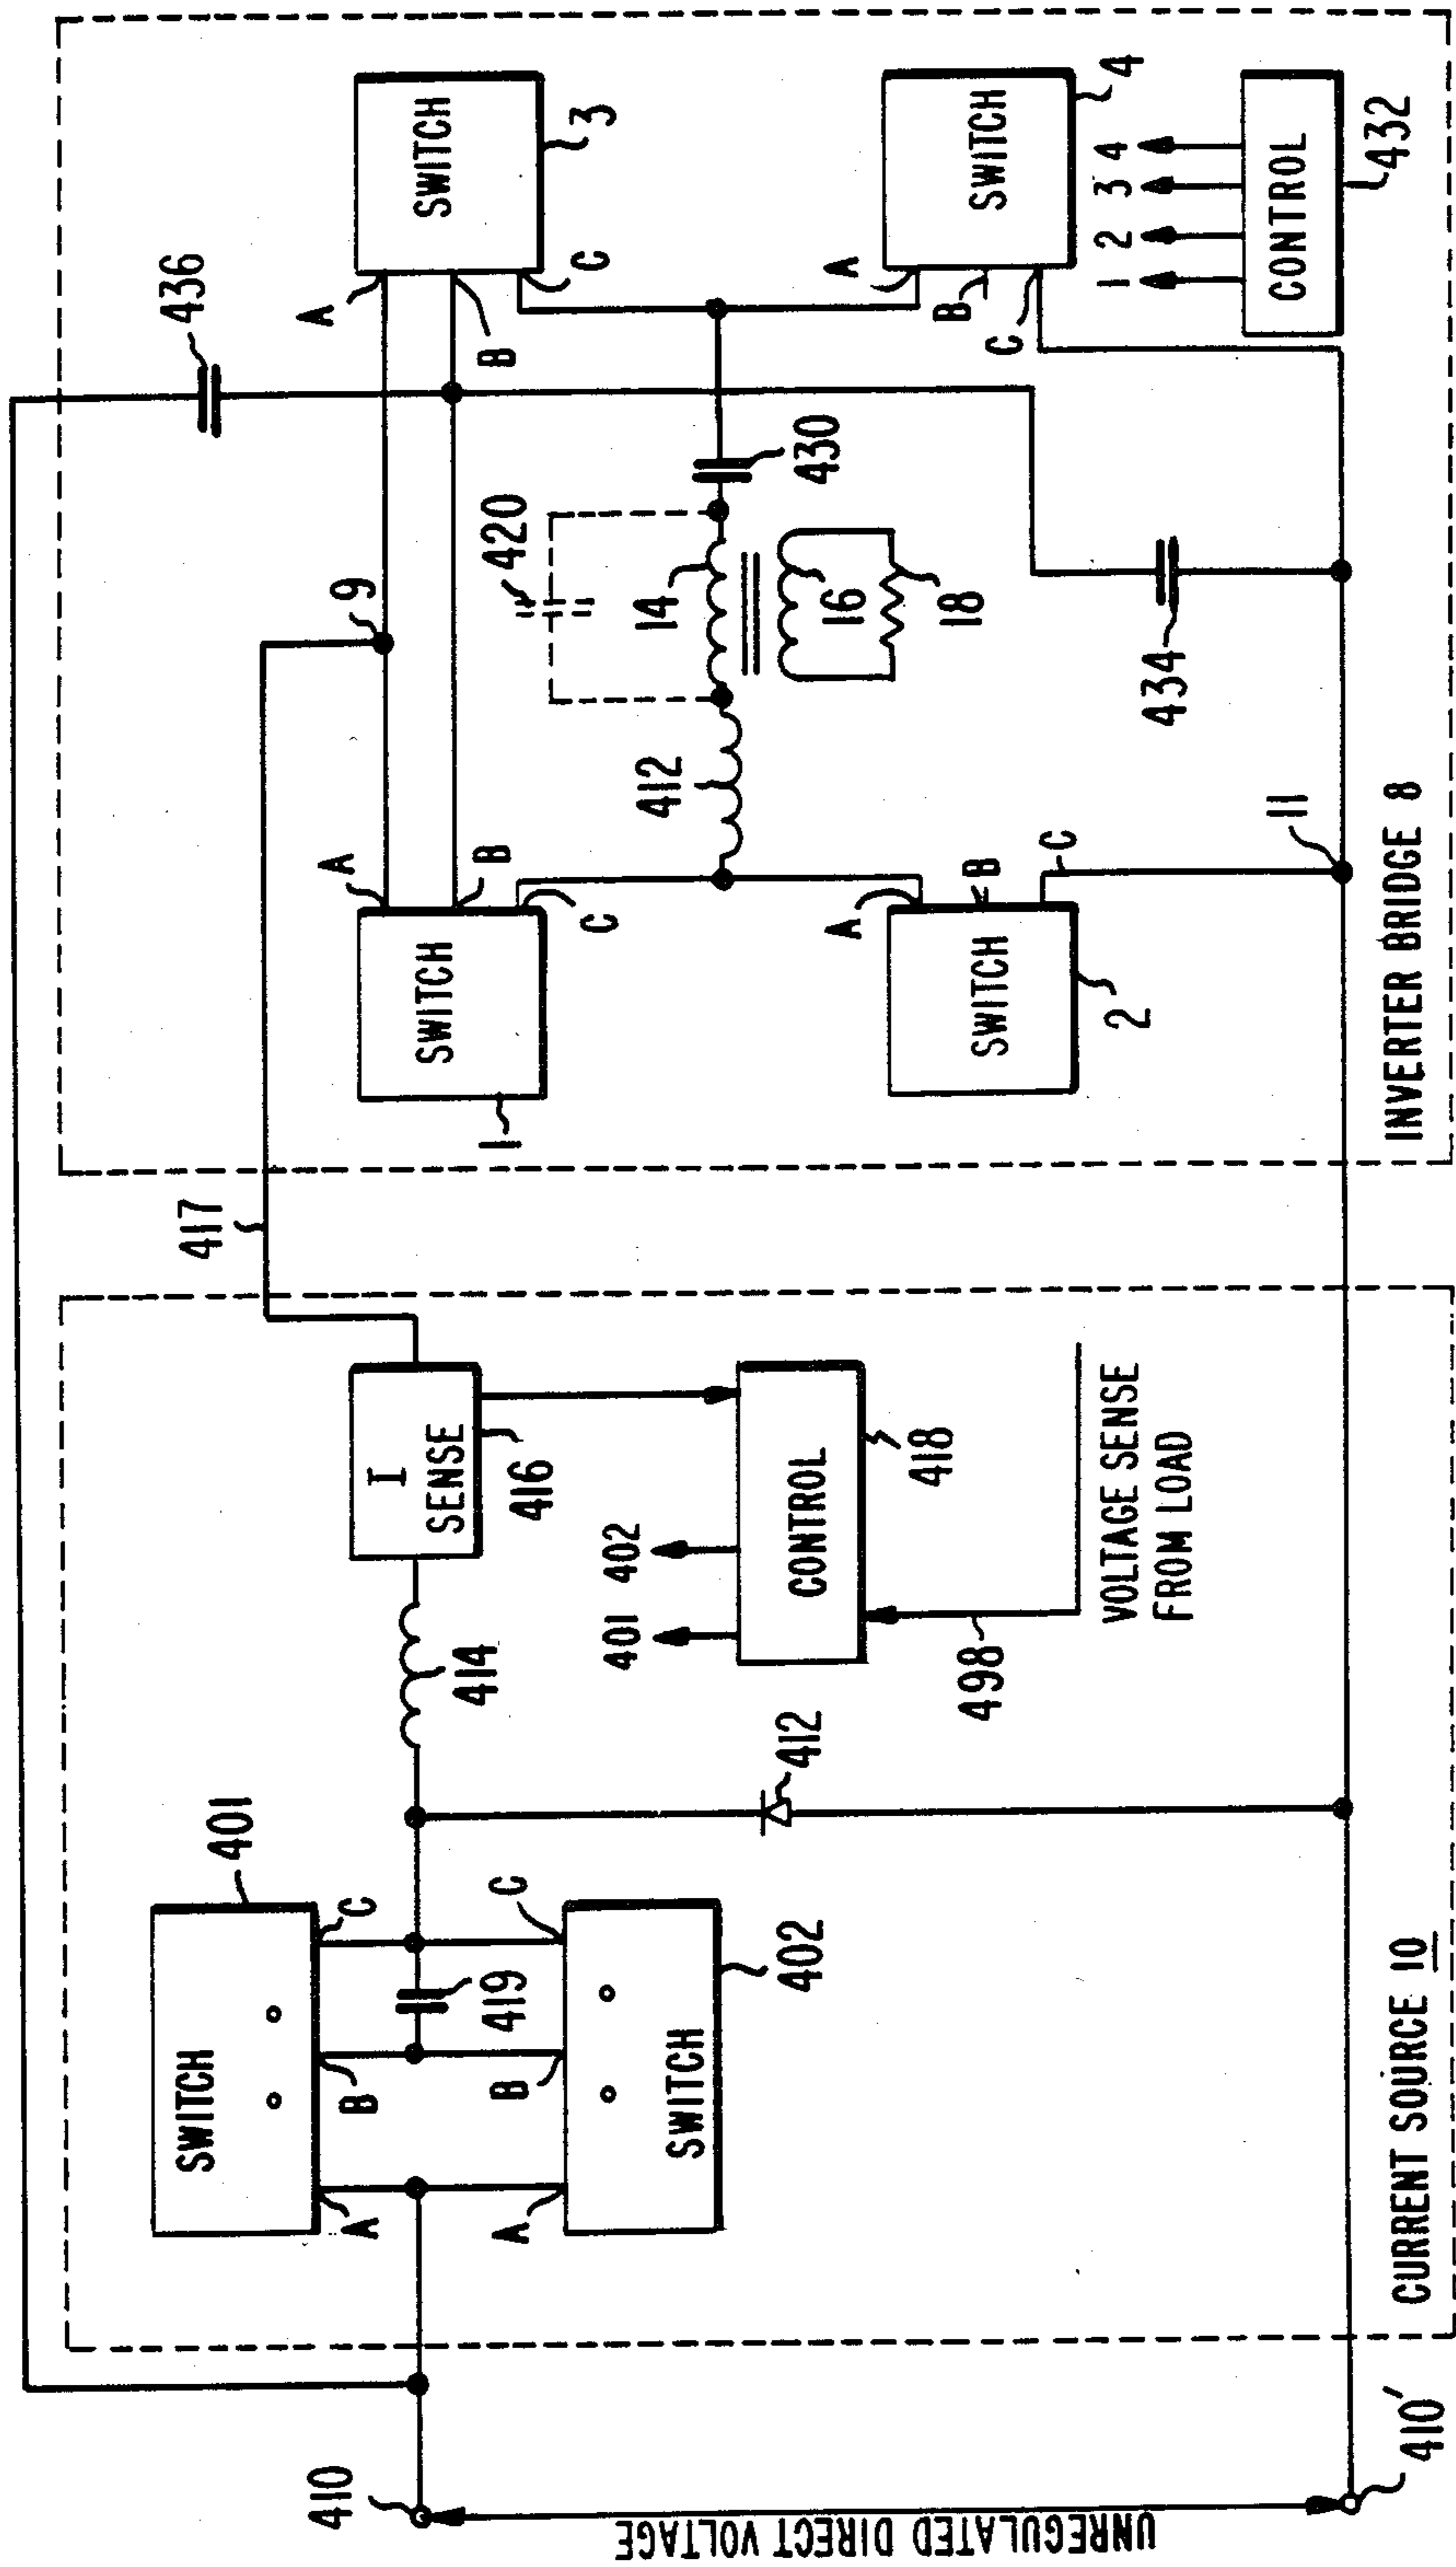 436
A
SWITCH
3
B
C
9
420
430
14
16
18
A
SWITCH
4
B
C
1 2 3 4
CONTROL
432
434
A
B
SWITCH
C
1
412
A
SWITCH
B
C
2
11
INVERTER BRIDGE 8
417
I
SENSE
416
414
401 402
CONTROL
418
498
VOLTAGE SENSE
FROM LOAD
412
401
SWITCH
A
B
C
419
A
B
C
SWITCH
402
CURRENT SOURCE 10
410
UNREGULATED DIRECT VOLTAGE
410'